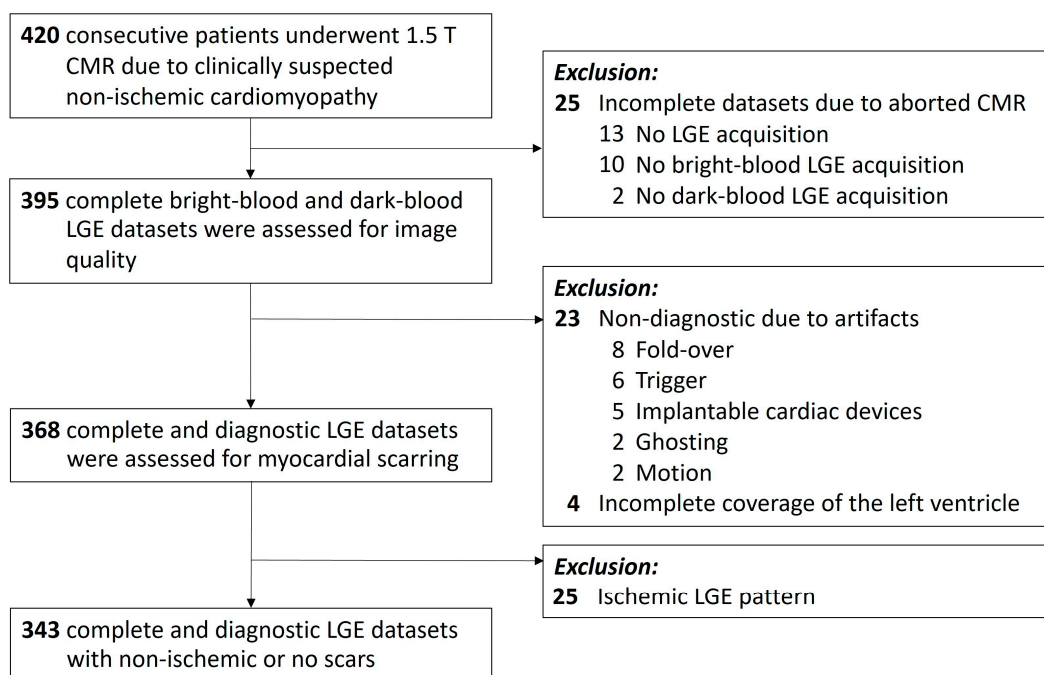 420 consecutive patients underwent 1.5 T
CMR due to clinically suspected
non-ischemic cardiomyopathy
Exclusion:
25 Incomplete datasets due to aborted CMR
13 No LGE acquisition
10 No bright-blood LGE acquisition
2 No dark-blood LGE acquisition
395 complete bright-blood and dark-blood
LGE datasets were assessed for image
quality
Exclusion:
23 Non-diagnostic due to artifacts
8 Fold-over
6 Trigger
5 Implantable cardiac devices
2 Ghosting
2 Motion
4 Incomplete coverage of the left ventricle
368 complete and diagnostic LGE datasets
were assessed for myocardial scarring
Exclusion:
25 Ischemic LGE pattern
343 complete and diagnostic LGE datasets
with non-ischemic or no scars